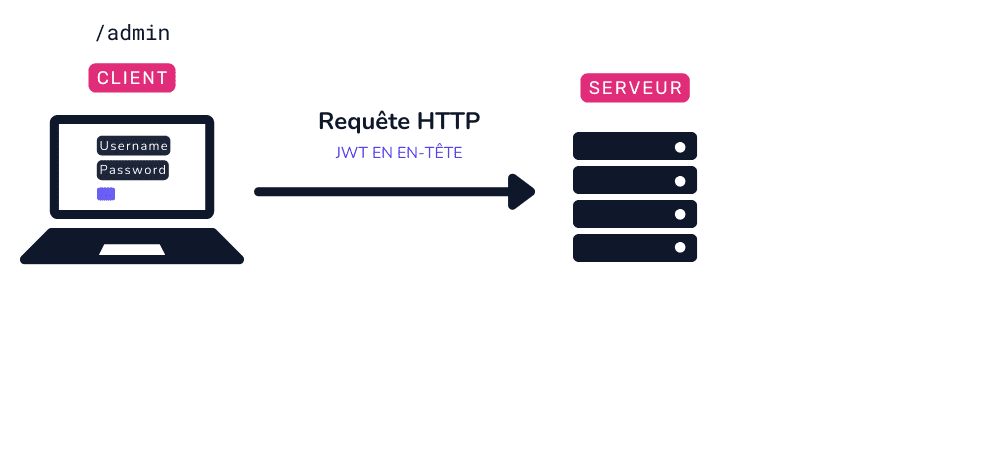 /admin
CLIENT
Username
Password
Requête HTTP
JWT EN EN-TÊTE
SERVEUR